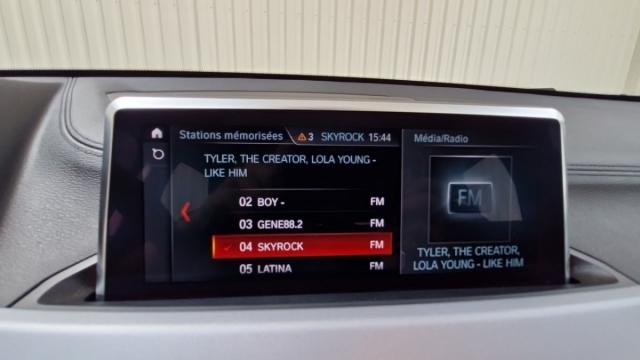 Stations mémorisées
3
SKYROCK 15:44
Média/Radio
TYLER, THE CREATOR, LOLA YOUNG -
LIKE HIM
02 BOY - FM
03 GENE88.2 FM
04 SKYROCK FM
05 LATINA FM
FM
TYLER, THE CREATOR,
LOLA YOUNG - LIKE HIM